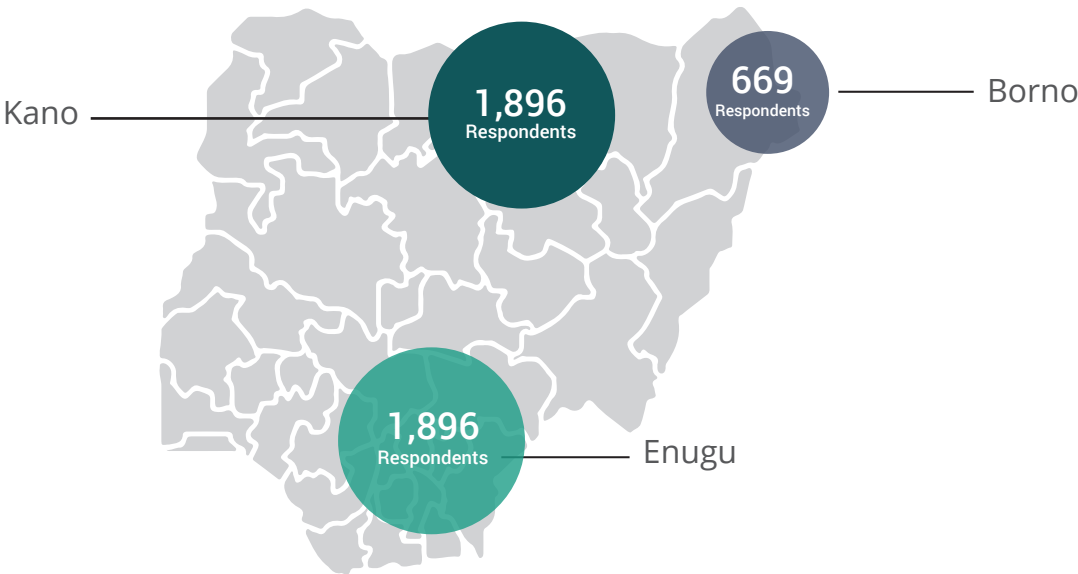 Kano
1,896
Respondents
669
Respondents
Borno
1,896
Respondents
Enugu